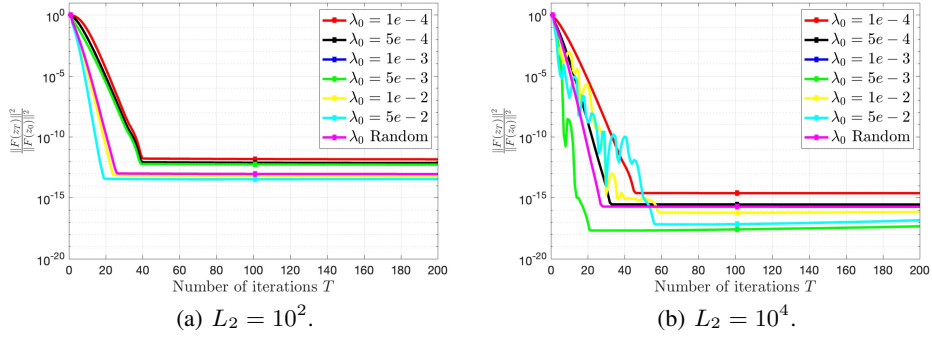 10^0
10^-5
10^-10
10^-15
10^-20
‖F(z_T)‖^2
‖F(z_0)‖^2
0 20 40 60 80 100 120 140 160 180 200
Number of iterations T
λ_0 = 1e − 4
λ_0 = 5e − 4
λ_0 = 1e − 3
λ_0 = 5e − 3
λ_0 = 1e − 2
λ_0 = 5e − 2
λ_0 Random
(a) L_2 = 10^2.
10^0
10^-5
10^-10
10^-15
10^-20
‖F(z_T)‖^2
‖F(z_0)‖^2
0 20 40 60 80 100 120 140 160 180 200
Number of iterations T
λ_0 = 1e − 4
λ_0 = 5e − 4
λ_0 = 1e − 3
λ_0 = 5e − 3
λ_0 = 1e − 2
λ_0 = 5e − 2
λ_0 Random
(b) L_2 = 10^4.